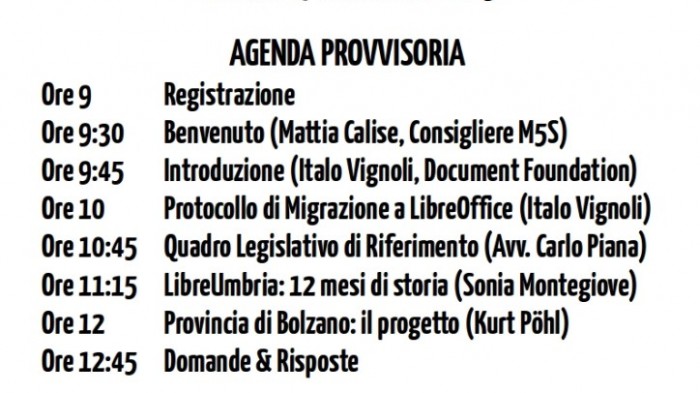 AGENDA PROVVISORIA
Ore 9 Registrazione
Ore 9:30 Benvenuto (Mattia Calise, Consigliere M5S)
Ore 9:45 Introduzione (Italo Vignoli, Document Foundation)
Ore 10 Protocollo di Migrazione a LibreOffice (Italo Vignoli)
Ore 10:45 Quadro Legislativo di Riferimento (Avv. Carlo Piana)
Ore 11:15 LibreUmbria: 12 mesi di storia (Sonia Montegiove)
Ore 12 Provincia di Bolzano: il progetto (Kurt Pöhl)
Ore 12:45 Domande & Risposte